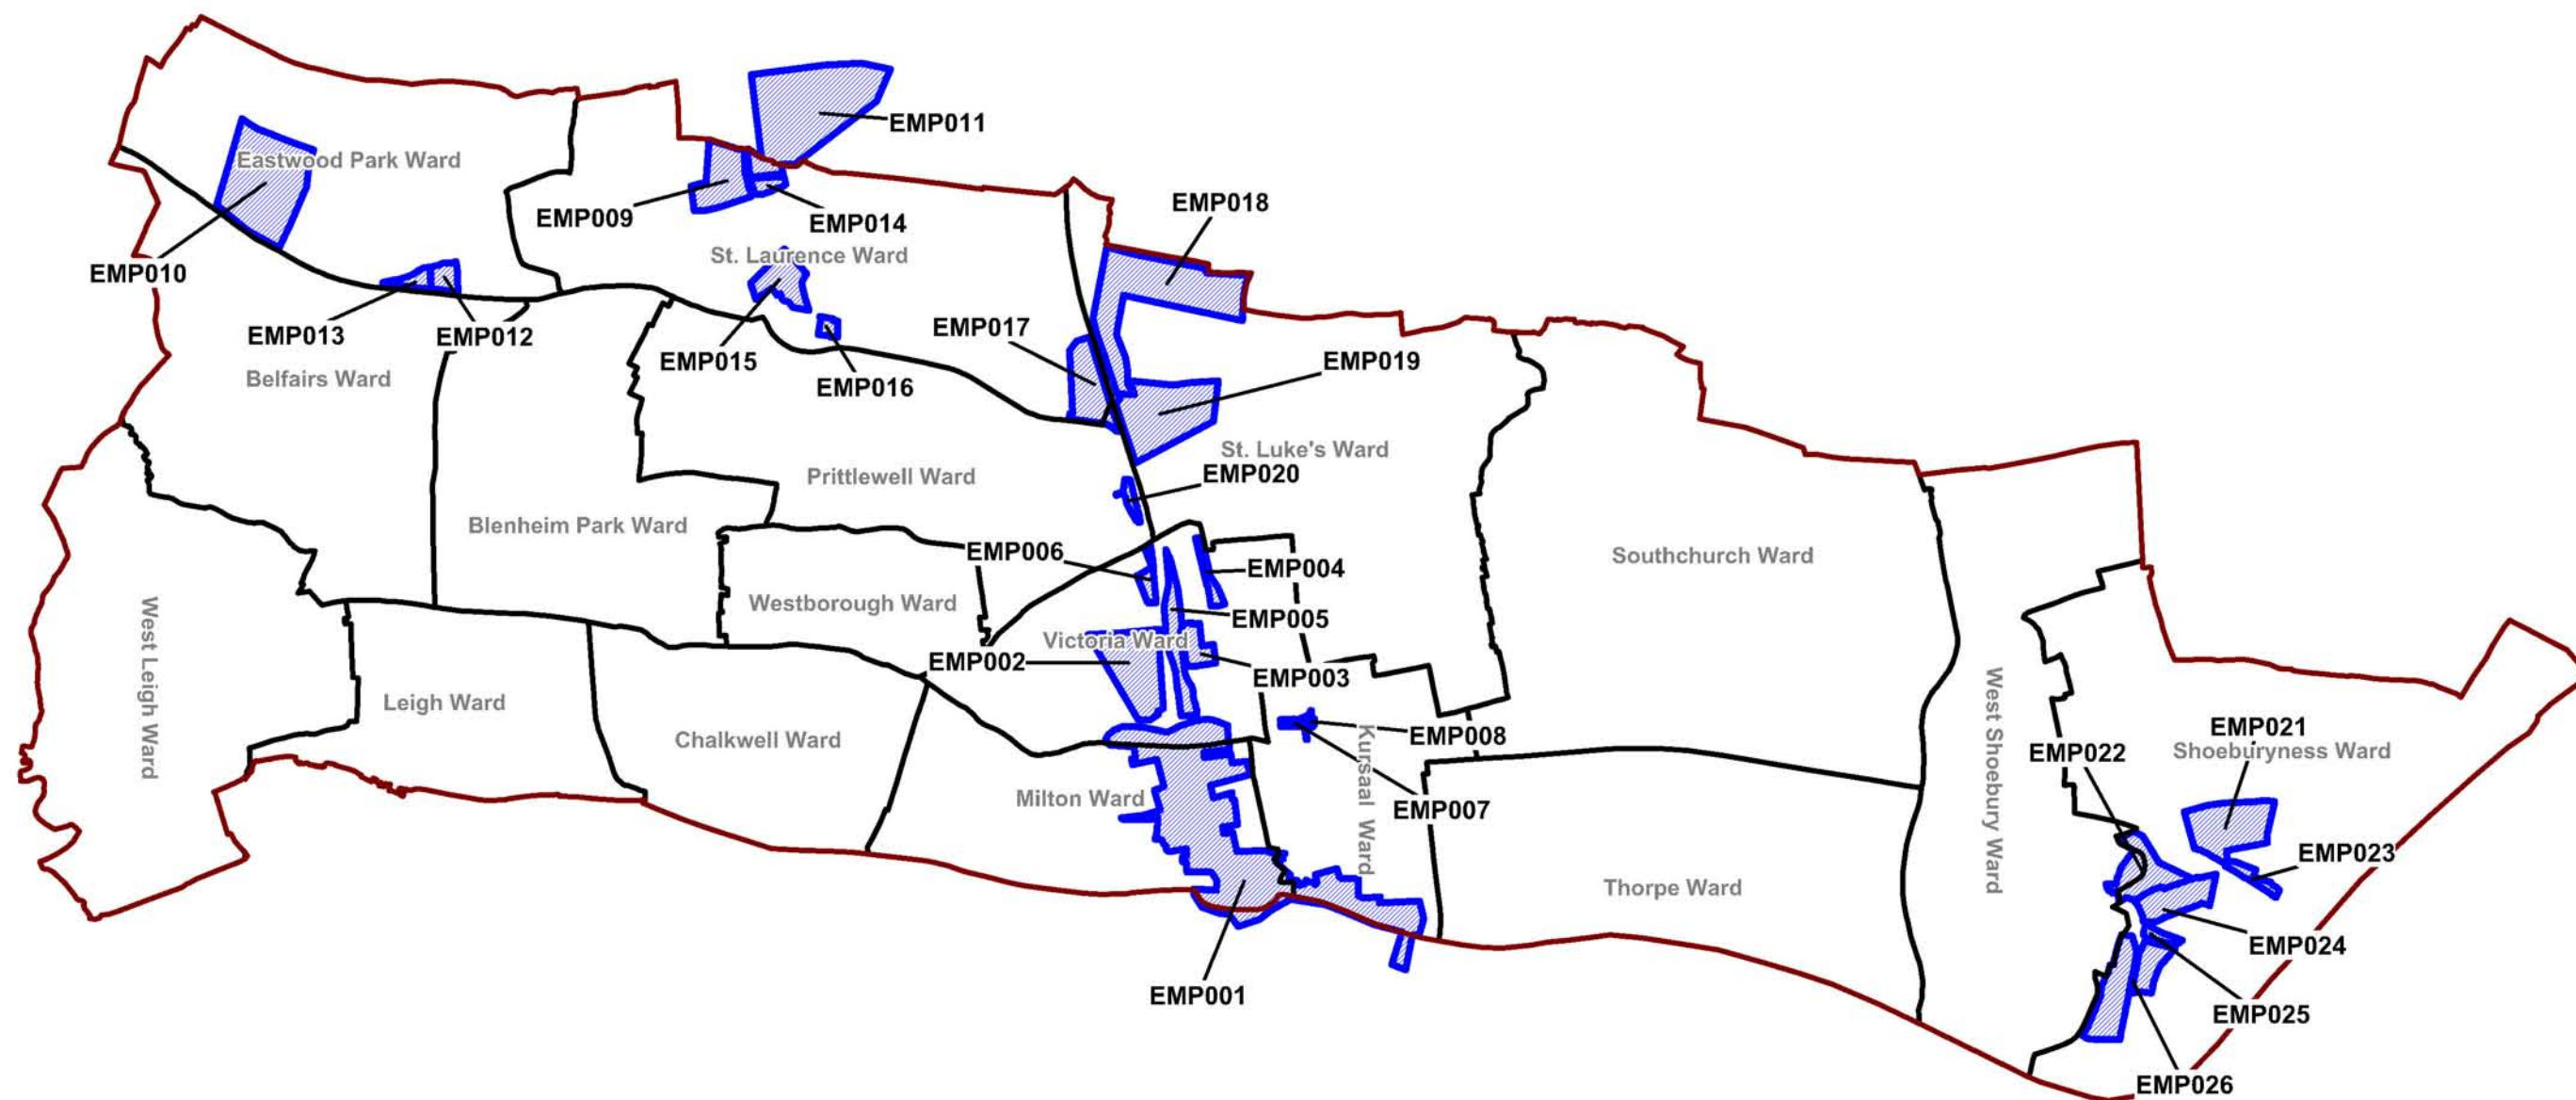 EMP011
Eastwood Park Ward
EMP018
EMP009
EMP014
St. Laurence Ward
EMP010
EMP017
EMP013
EMP012
EMP015
EMP019
Belfairs Ward
EMP016
St. Luke's Ward
EMP020
Prittlewell Ward
Blenheim Park Ward
EMP006
Southchurch Ward
EMP004
Westborough Ward
EMP005
Victoria Ward
EMP002
EMP003
West Leigh Ward
Leigh Ward
Chalkwell Ward
EMP008
West Shoebury Ward
EMP021
EMP022
Shoeburyness Ward
Milton Ward
Kursaal Ward
EMP007
EMP023
Thorpe Ward
EMP024
EMP001
EMP025
EMP026